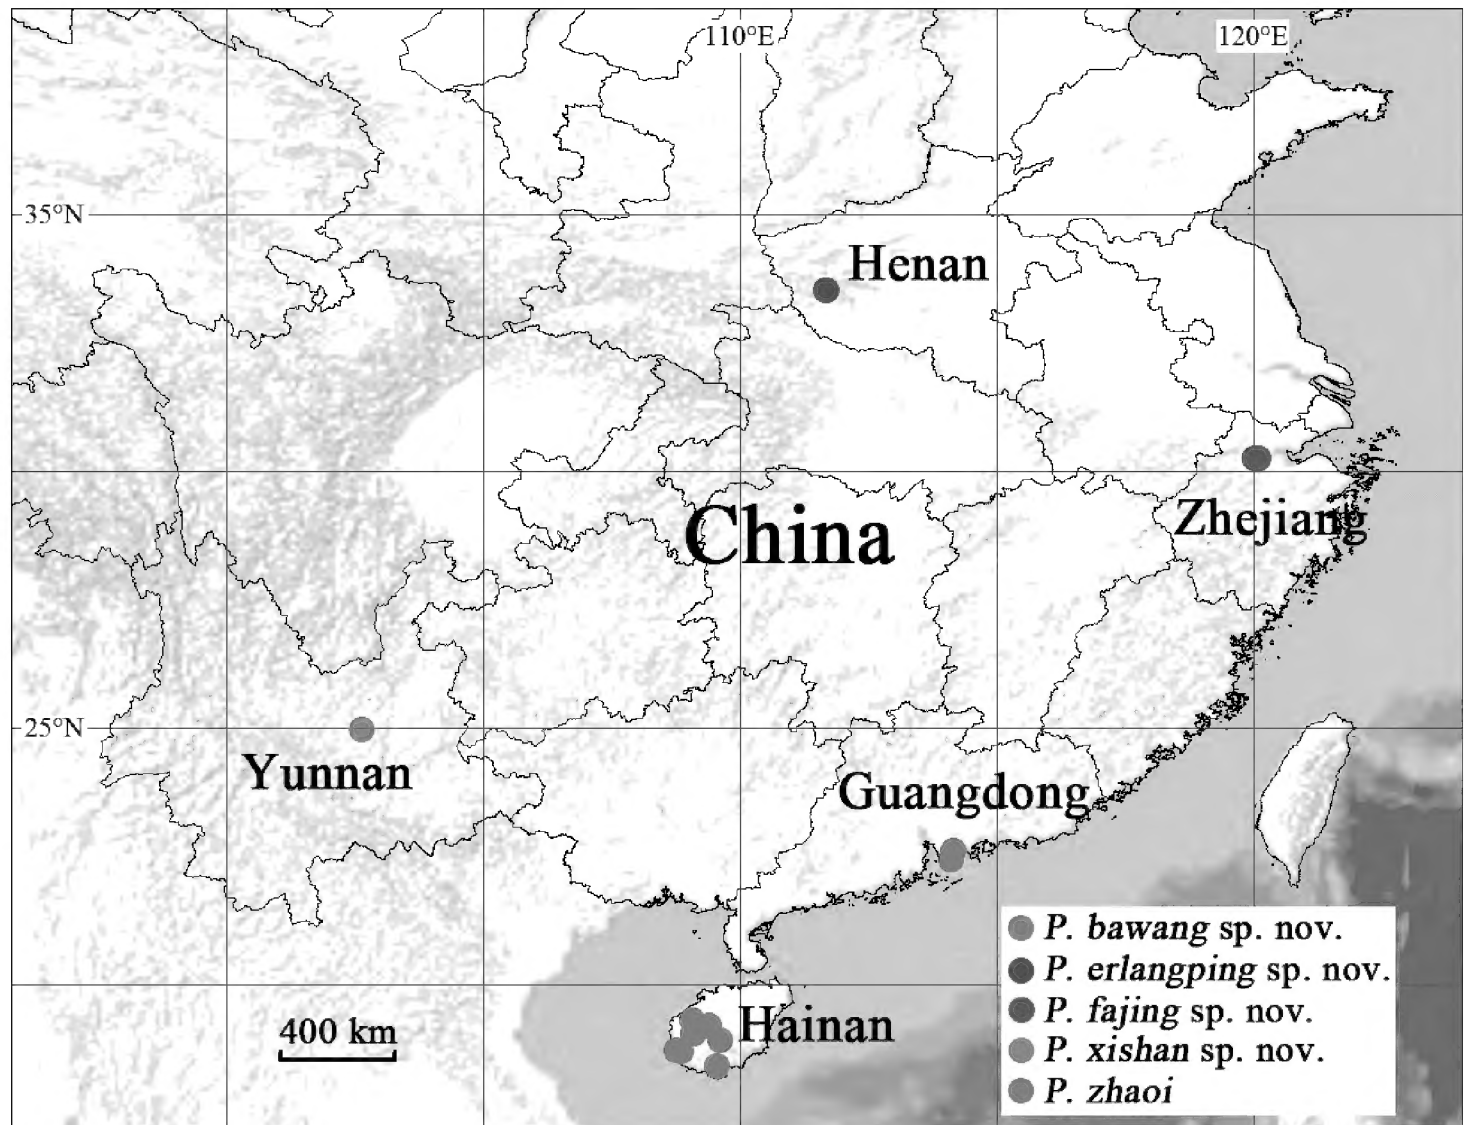 110°E
120°E
35°N
Henan
Zhejiang
China
25°N
Yunnan
Guangdong
Hainan
400 km
P. bawang sp. nov.
P. erlangping sp. nov.
P. fajing sp. nov.
P. xishan sp. nov.
P. zhaoi